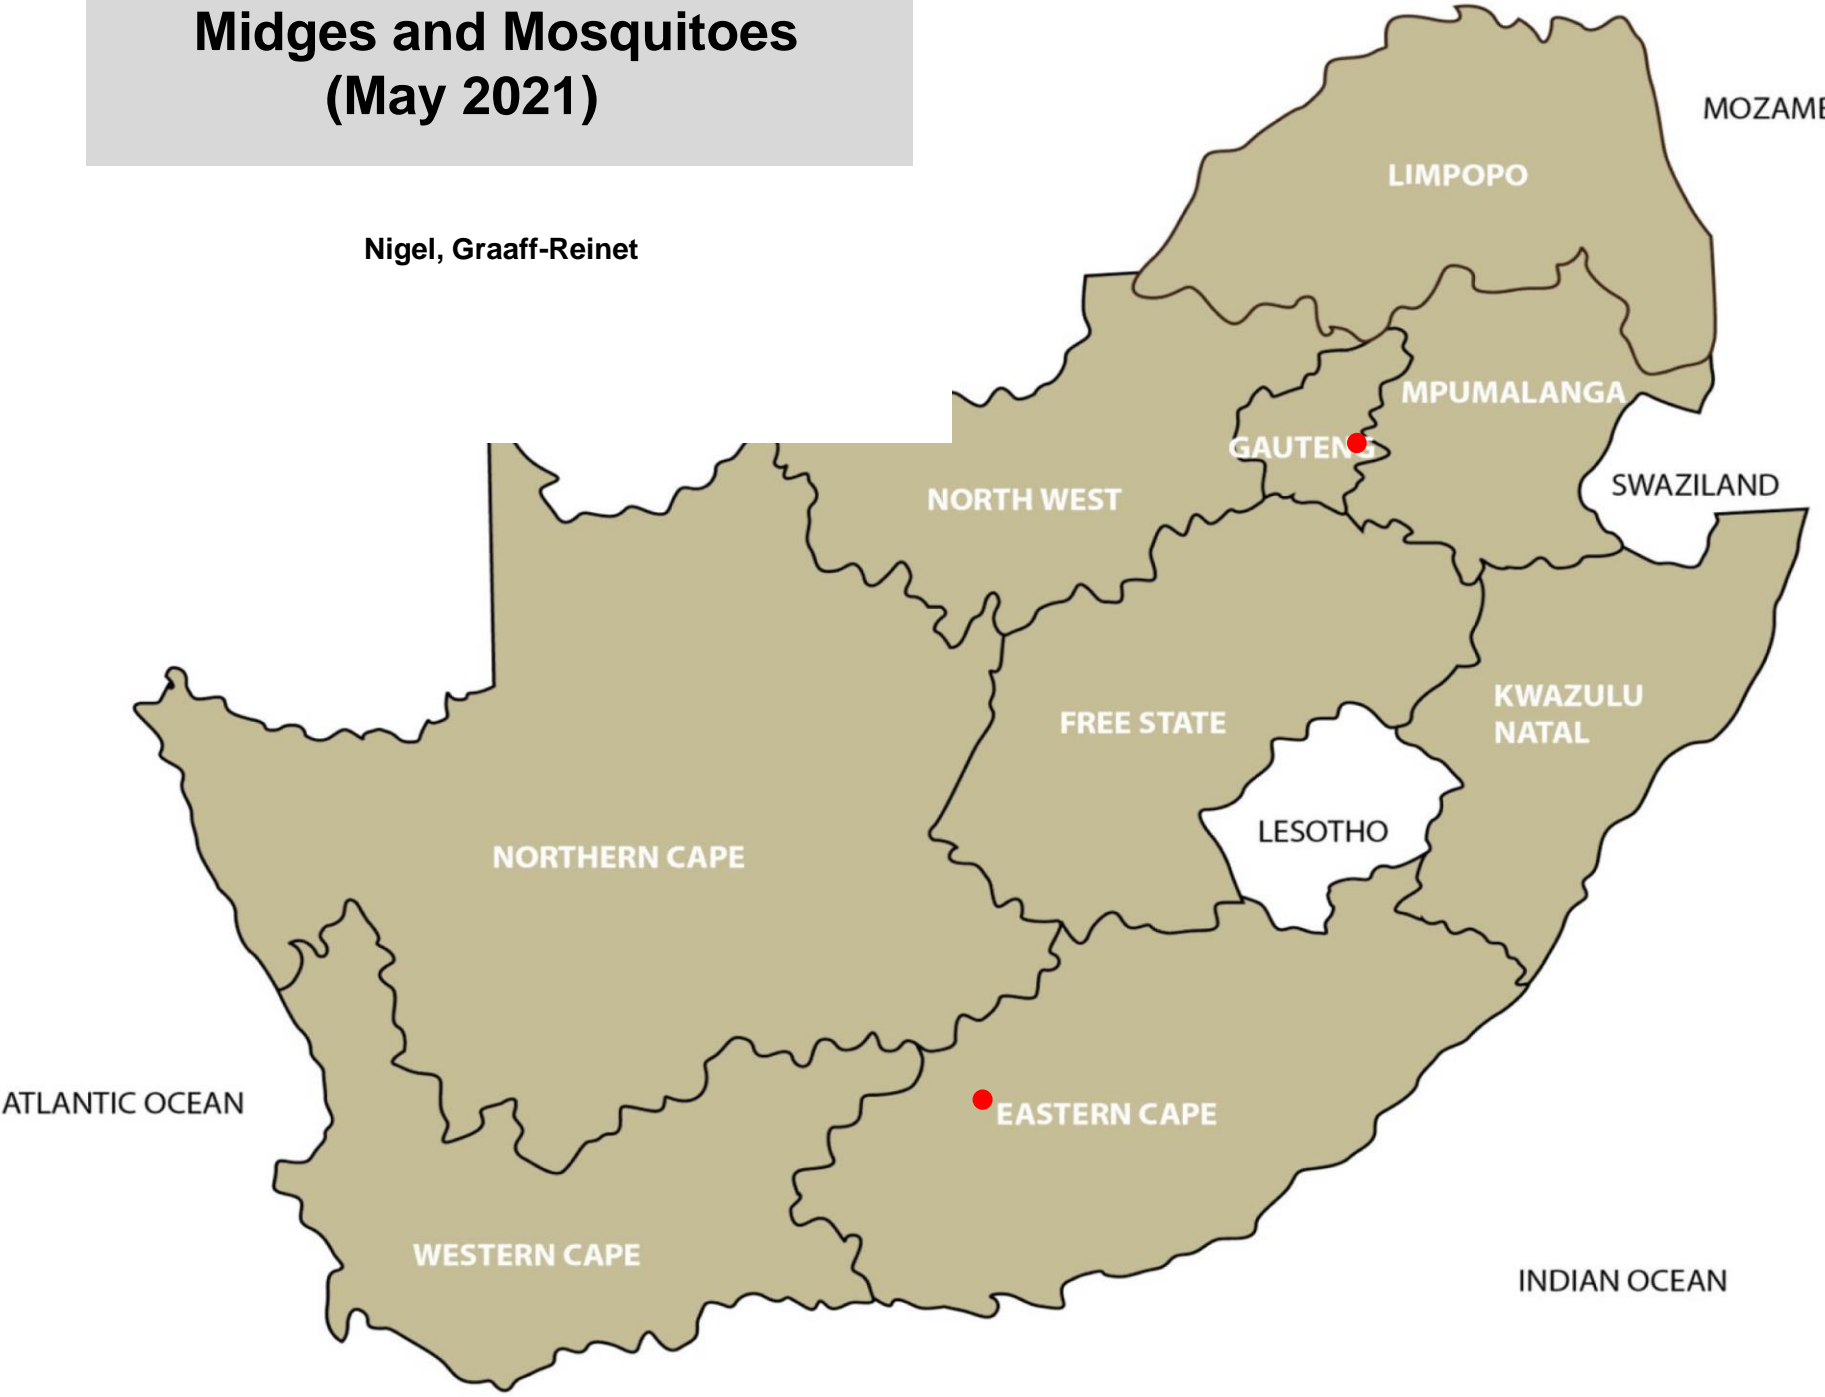 Midges and Mosquitoes
(May 2021)
Nigel, Graaff-Reinet
MOZAMB
LIMPOPO
MPUMALANGA
GAUTENG
SWAZILAND
NORTH WEST
KWAZULU
NATAL
FREE STATE
LESOTHO
NORTHERN CAPE
ATLANTIC OCEAN
EASTERN CAPE
WESTERN CAPE
INDIAN OCEAN